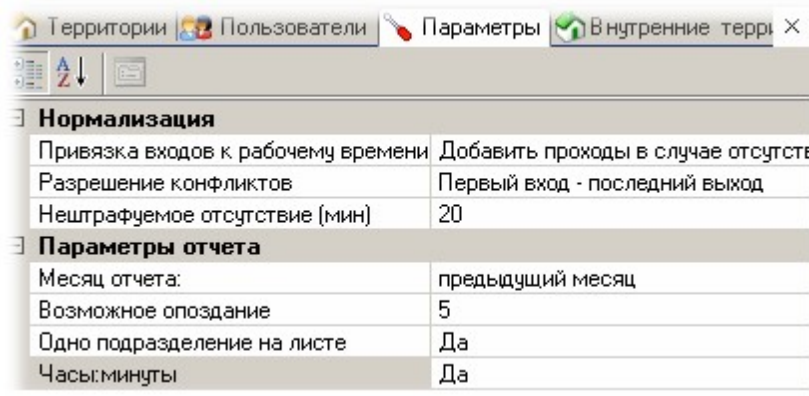 Территории Пользователи Параметры Внутренние
Нормализация
Привязка входов к рабочему времени Добавить проходы в случае
Разрешение конфликтов Первый вход - последний выход
Нештрафуемое отсутствие (мин) 20
Параметры отчета
Месяц отчета: предыдущий месяц
Возможное опоздание 5
Одно подразделение на листе Да
Часы:минуты Да